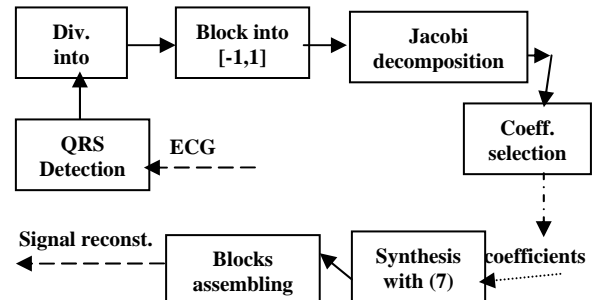 Div.
into
Block into
[-1,1]
Jacobi
decomposition
QRS
Detection
ECG
Coeff.
selection
Signal reconst.
Blocks
assembling
Synthesis
with (7)
coefficients